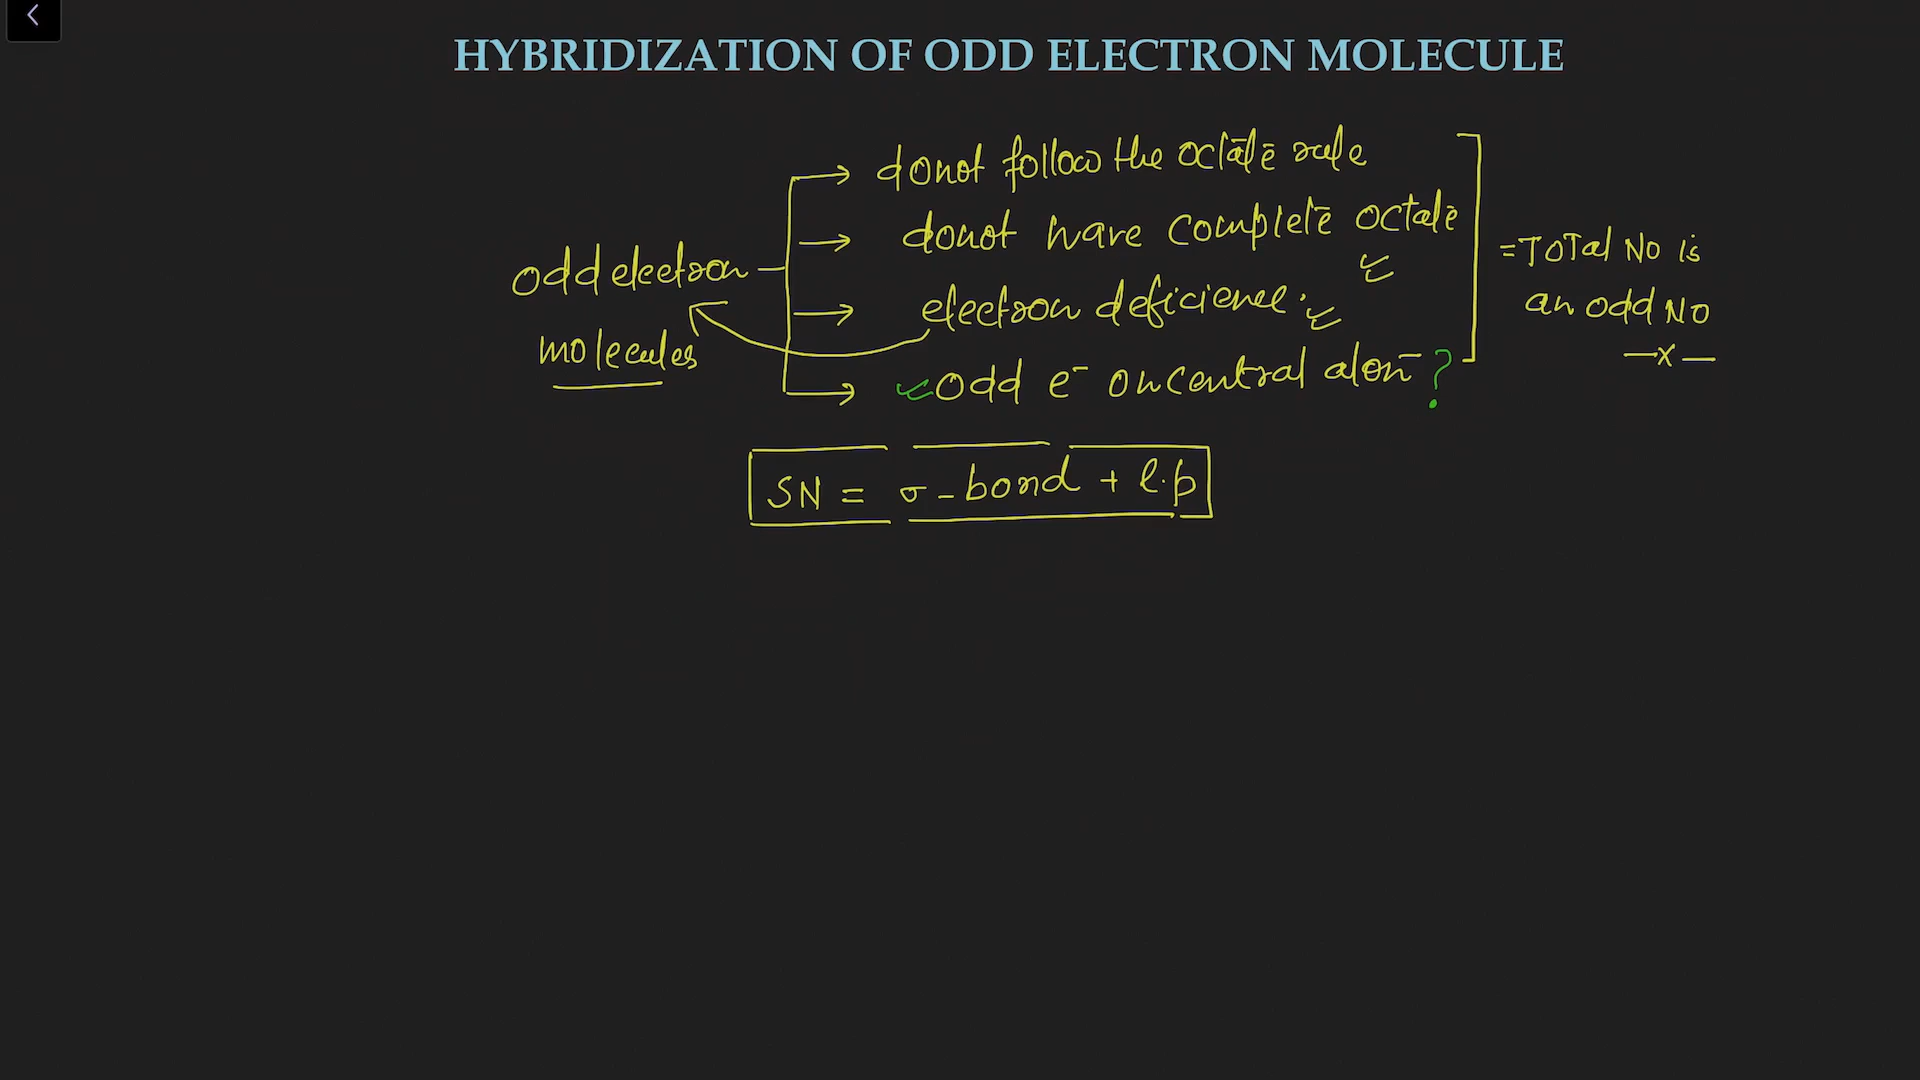 HYBRIDIZATION OF ODD ELECTRON MOLECULE
donot follow the octate rule
donot have complete octate
odd electron
molecules
electron deficience.
odd e⁻ on central atom ?
= TOTal No is
an odd No
—x—
SN = σ-bond + l.p